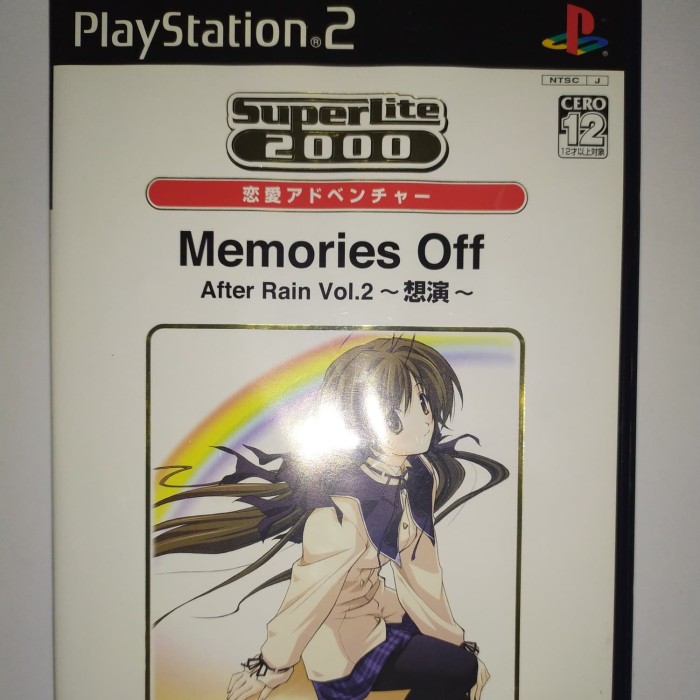 PlayStation®2
NTSC J
SuperLite
2000
CERO
12
12才以上対象
恋愛アドベンチャー
Memories Off
After Rain Vol.2 ～想演～